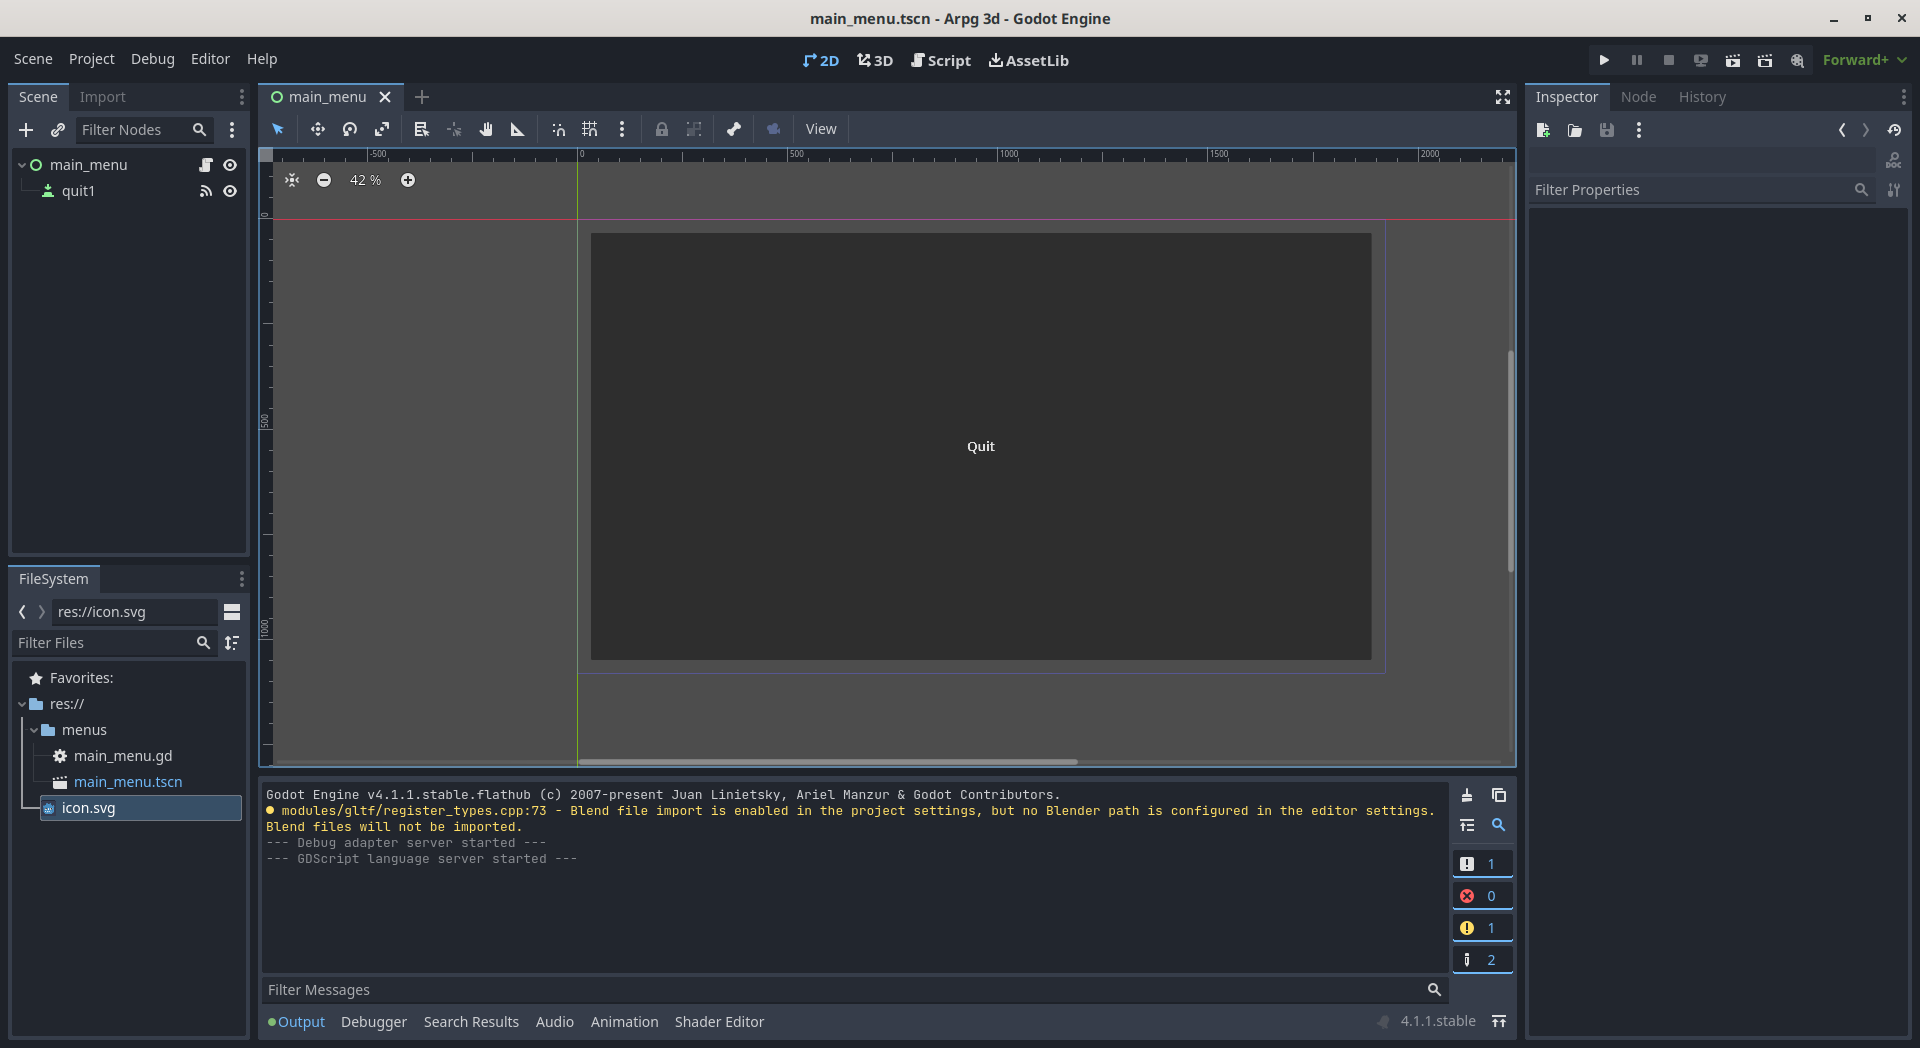 main_menu.tscn - Arpg 3d - Godot Engine
Scene Project Debug Editor Help
2D 3D Script AssetLib
Forward+
Scene Import
Filter Nodes
main_menu
quit1
main_menu
View
-500 0 500 1000 1500 2000
42 %
0
500
1000
Quit
Inspector Node History
DOC
Filter Properties
FileSystem
res://icon.svg
Filter Files
Favorites:
res://
menus
main_menu.gd
main_menu.tscn
icon.svg
Godot Engine v4.1.1.stable.flathub (c) 2007-present Juan Linietsky, Ariel Manzur & Godot Contributors.
modules/gltf/register_types.cpp:73 - Blend file import is enabled in the project settings, but no Blender path is configured in the editor settings.
Blend files will not be imported.
--- Debug adapter server started ---
--- GDScript language server started ---
1
0
1
2
Filter Messages
Output Debugger Search Results Audio Animation Shader Editor
4.1.1.stable